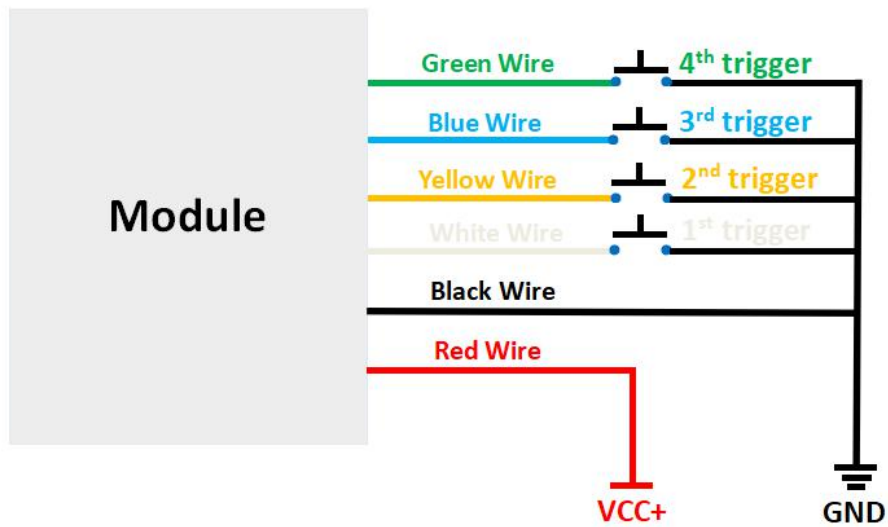 Green Wire 4th trigger
Blue Wire 3rd trigger
Yellow Wire 2nd trigger
Module
White Wire 1st trigger
Black Wire
Red Wire
VCC+
GND